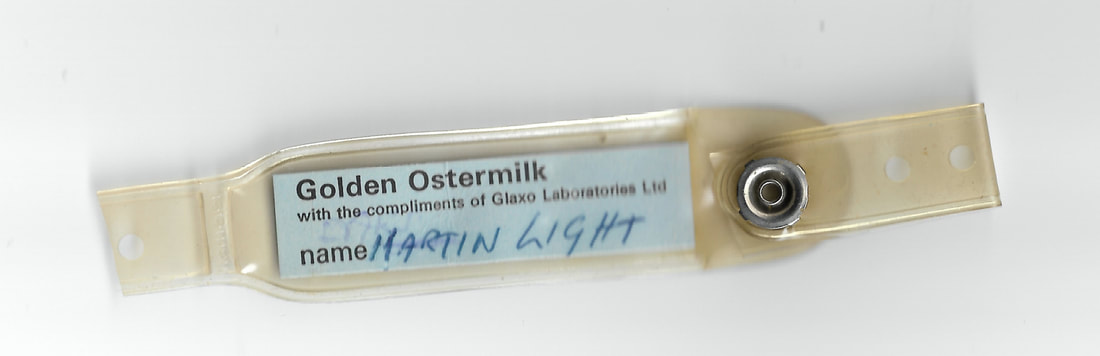 Golden Ostermilk
with the compliments of Glaxo Laboratories Ltd
name MARTIN LIGHT